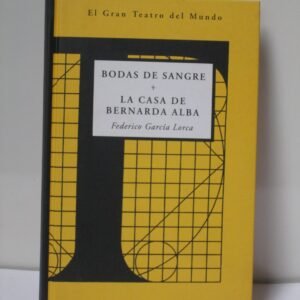 El Gran Teatro del Mundo
BODAS DE SANGRE
+
LA CASA DE
BERNARDA ALBA
Federico García Lorca